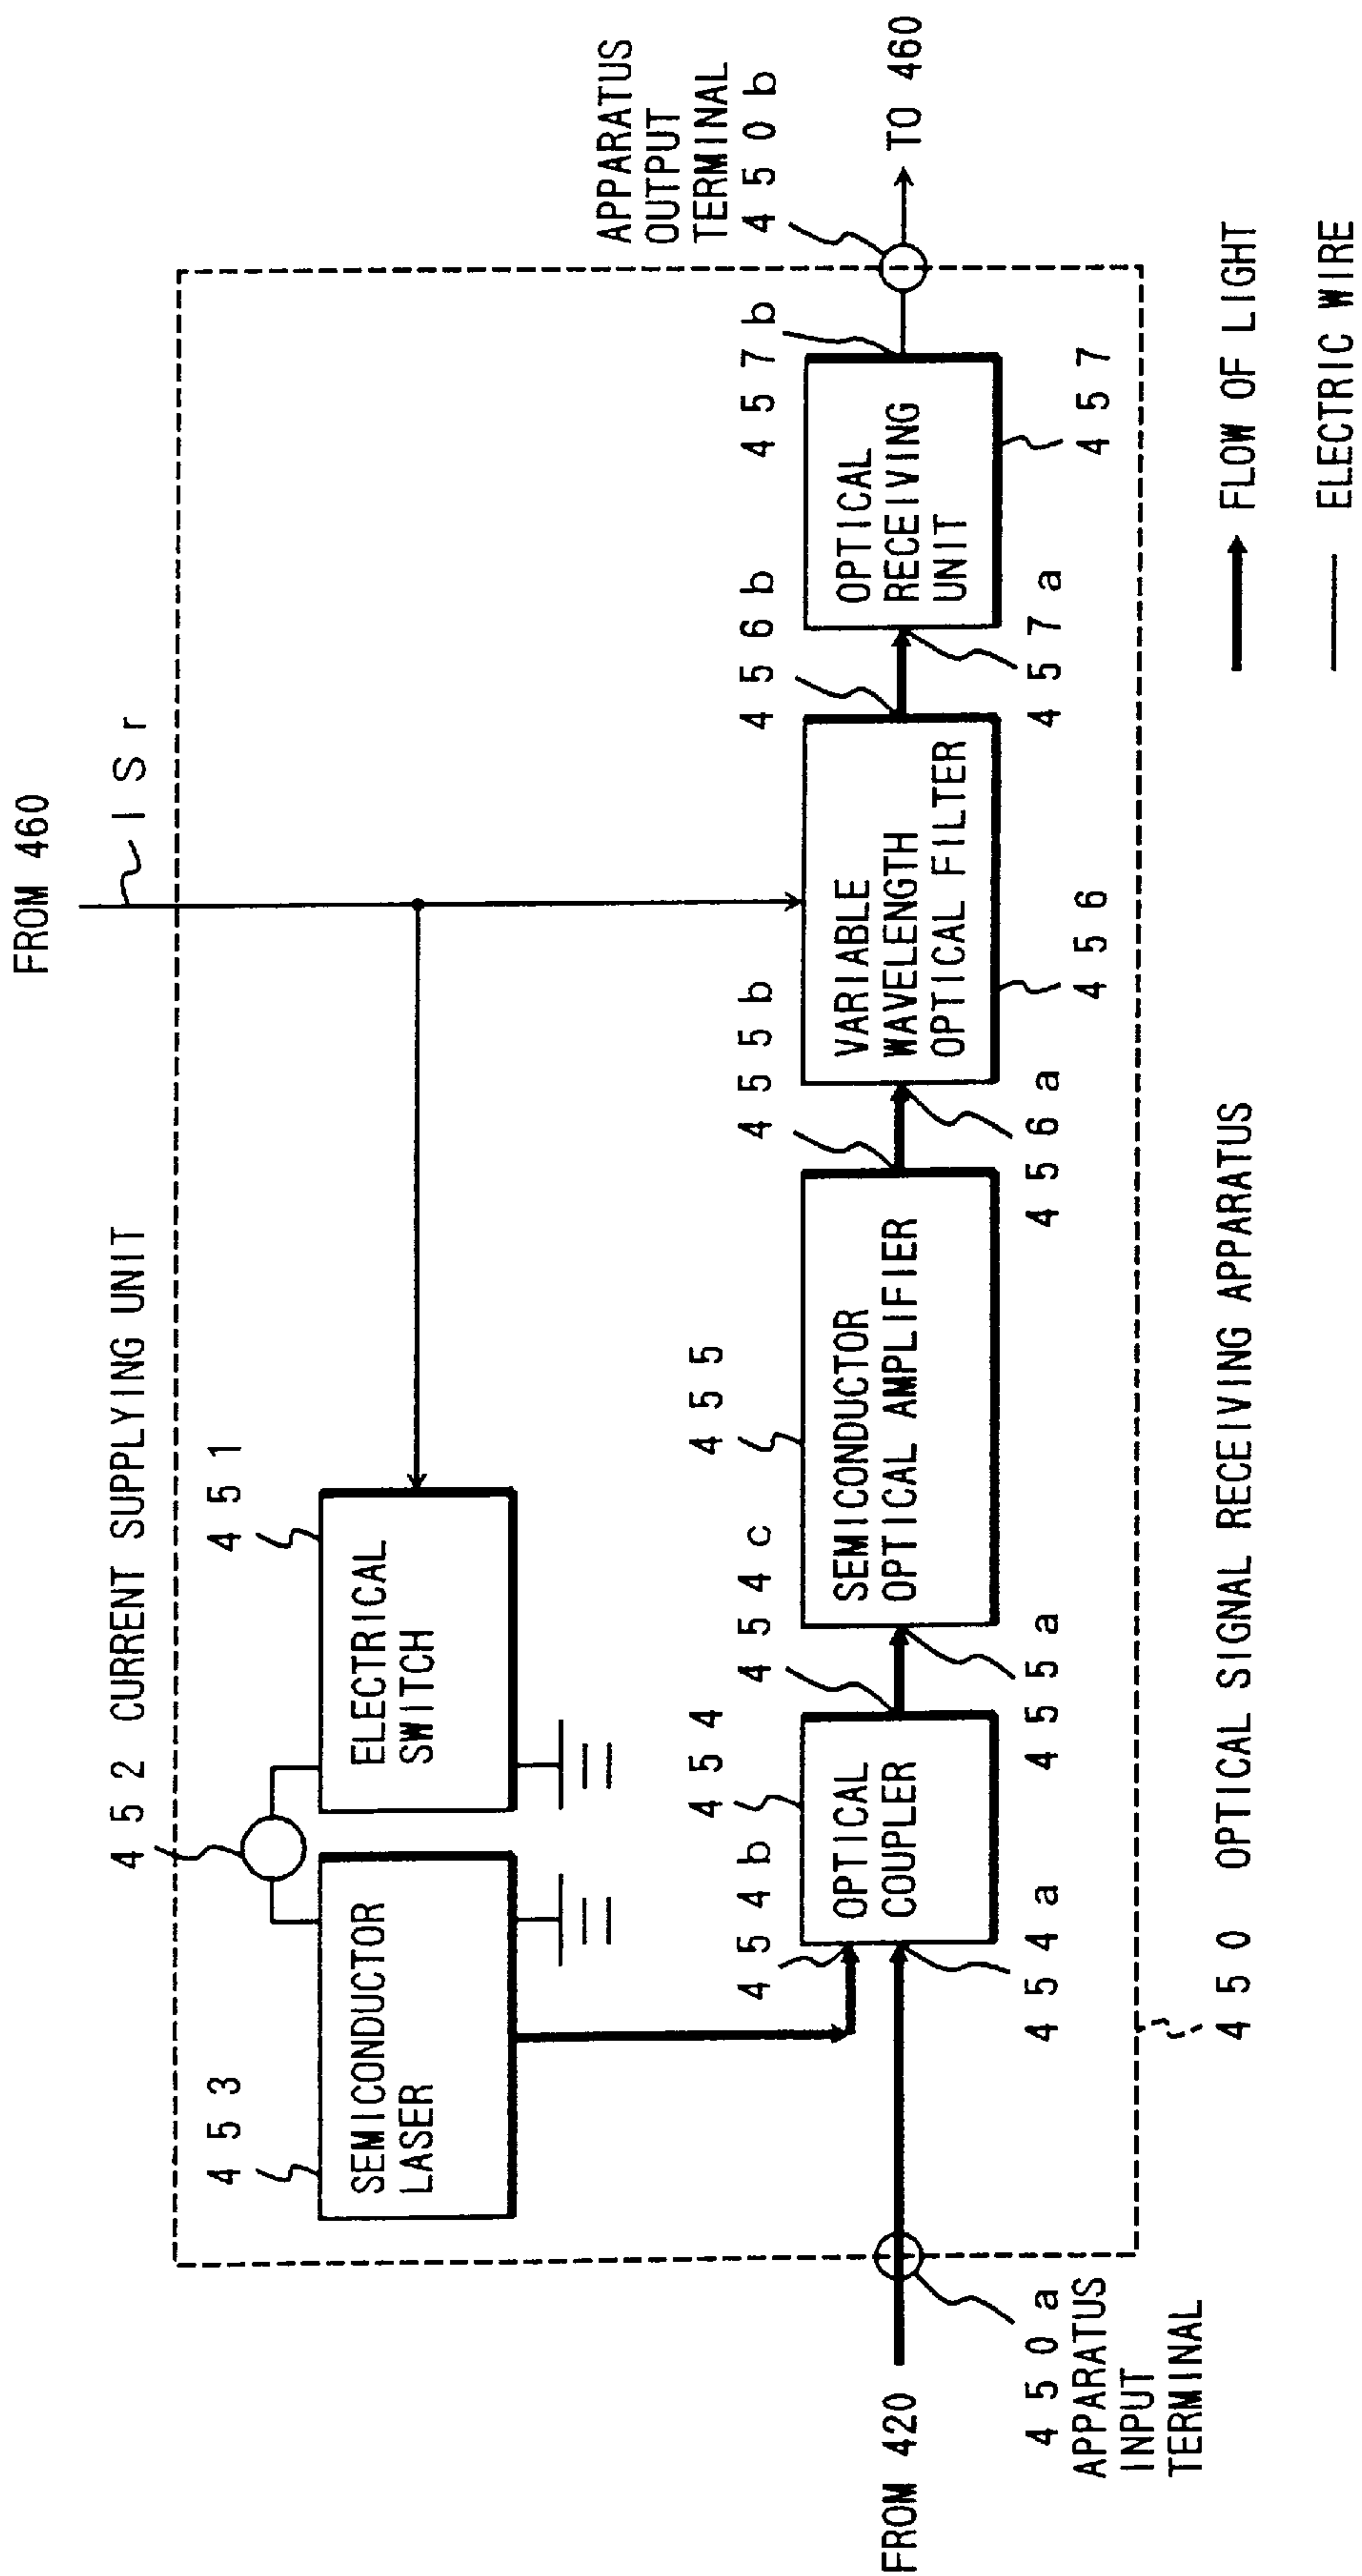 FROM 460
lSr
452 CURRENT SUPPLYING UNIT
453
451
SEMICONDUCTOR
LASER
ELECTRICAL
SWITCH
APPARATUS
OUTPUT
TERMINAL
450b
454
455
454b
454c
455b
456b
457b
OPTICAL
COUPLER
SEMICONDUCTOR
OPTICAL AMPLIFIER
VARIABLE
WAVELENGTH
OPTICAL FILTER
OPTICAL
RECEIVING
UNIT
FROM 420
TO 460
450a
APPARATUS
INPUT
TERMINAL
454a
455a
456a
456
457a
457
450 OPTICAL SIGNAL RECEIVING APPARATUS
FLOW OF LIGHT
ELECTRIC WIRE